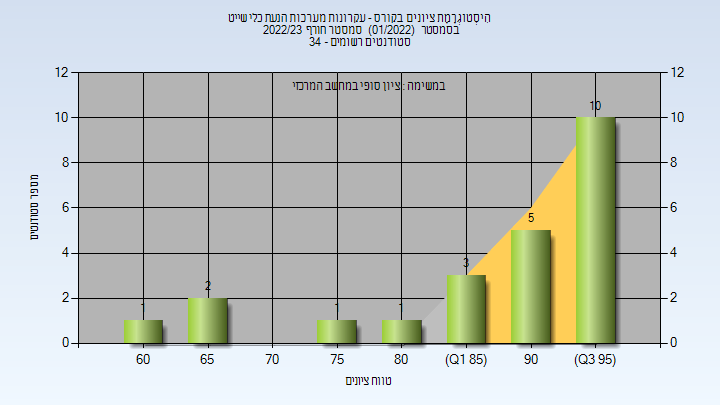 היסטוגרמת ציונים בקורס - עקרונות מערכות הנעת כלי שייט
בסמסטר (01/2022) סמסטר חורף 2022/23
סטודנטים רשומים - 34
במשימה : ציון סופי במחשב המרכזי
מספר סטודנטים
12 12
10 10
8 8
6 6
4 4
2 2
0 0
1 2 1 1 3 5 10
60 65 70 75 80 (Q1 85) 90 (Q3 95)
טווח ציונים